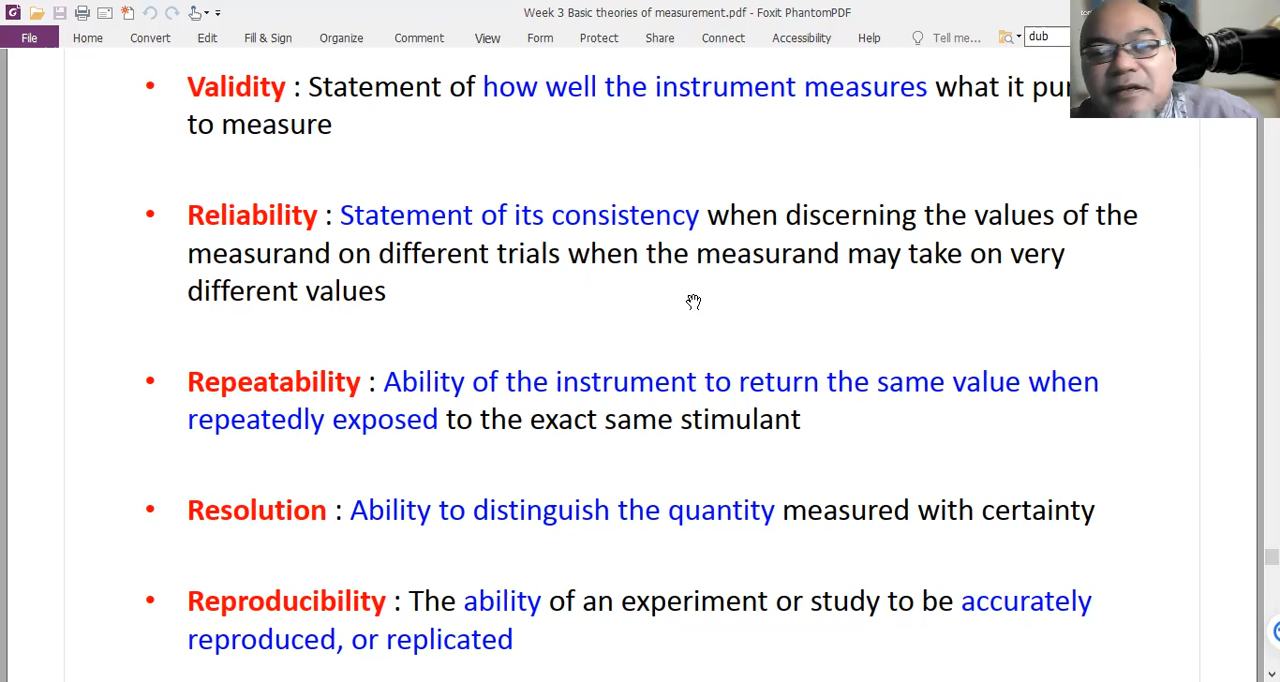 Week 3 Basic theories of measurement.pdf - Foxit PhantomPDF
File Home Convert Edit Fill & Sign Organize Comment View Form Protect Share Connect Accessibility Help Tell me... dub
• Validity : Statement of how well the instrument measures what it
to measure
• Reliability : Statement of its consistency when discerning the values of the
measurand on different trials when the measurand may take on very
different values
• Repeatability : Ability of the instrument to return the same value when
repeatedly exposed to the exact same stimulant
• Resolution : Ability to distinguish the quantity measured with certainty
• Reproducibility : The ability of an experiment or study to be accurately
reproduced, or replicated